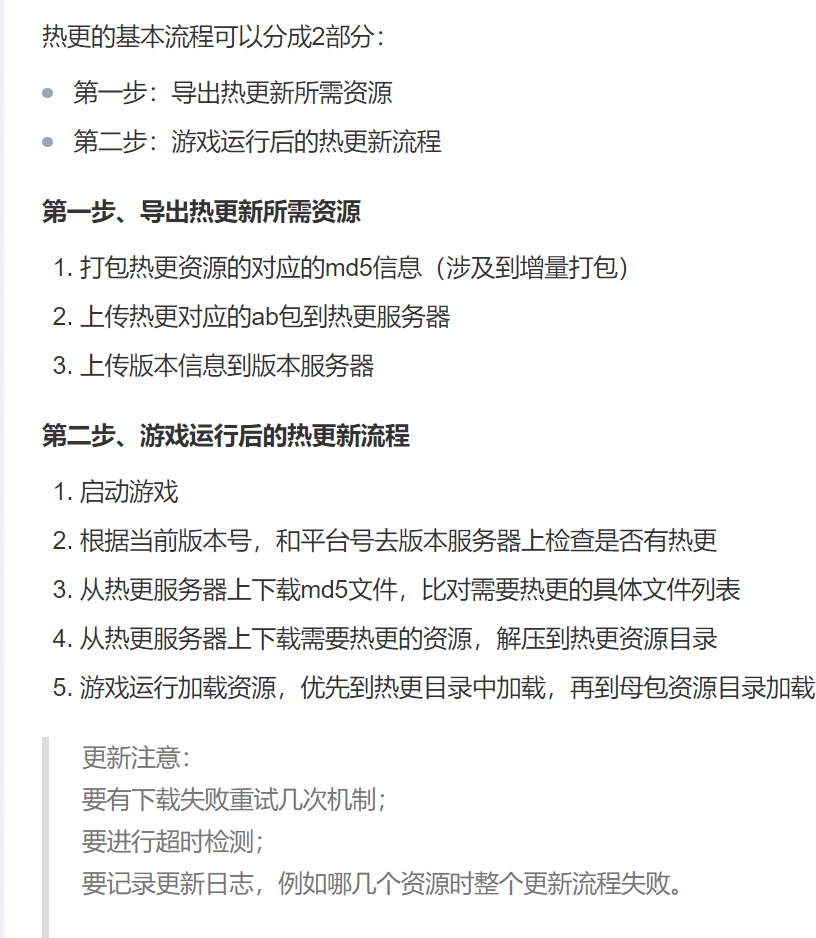 热更的基本流程可以分成2部分：
第一步：导出热更新所需资源
第二步：游戏运行后的热更新流程
第一步、导出热更新所需资源
1. 打包热更资源的对应的md5信息（涉及到增量打包）
2. 上传热更对应的ab包到热更服务器
3. 上传版本信息到版本服务器
第二步、游戏运行后的热更新流程
1. 启动游戏
2. 根据当前版本号，和平台号去版本服务器上检查是否有热更
3. 从热更服务器上下载md5文件，比对需要热更的具体文件列表
4. 从热更服务器上下载需要热更的资源，解压到热更资源目录
5. 游戏运行加载资源，优先到热更目录中加载，再到母包资源目录加载
更新注意：
要有下载失败重试几次机制；
要进行超时检测；
要记录更新日志，例如哪几个资源时整个更新流程失败。